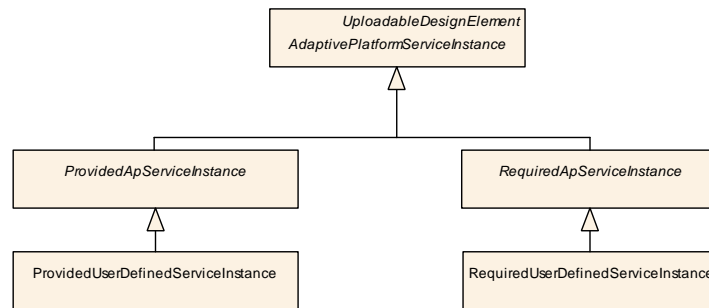 UploadableDesignElement
AdaptivePlatformServiceInstance
ProvidedApServiceInstance
RequiredApServiceInstance
ProvidedUserDefinedServiceInstance
RequiredUserDefinedServiceInstance